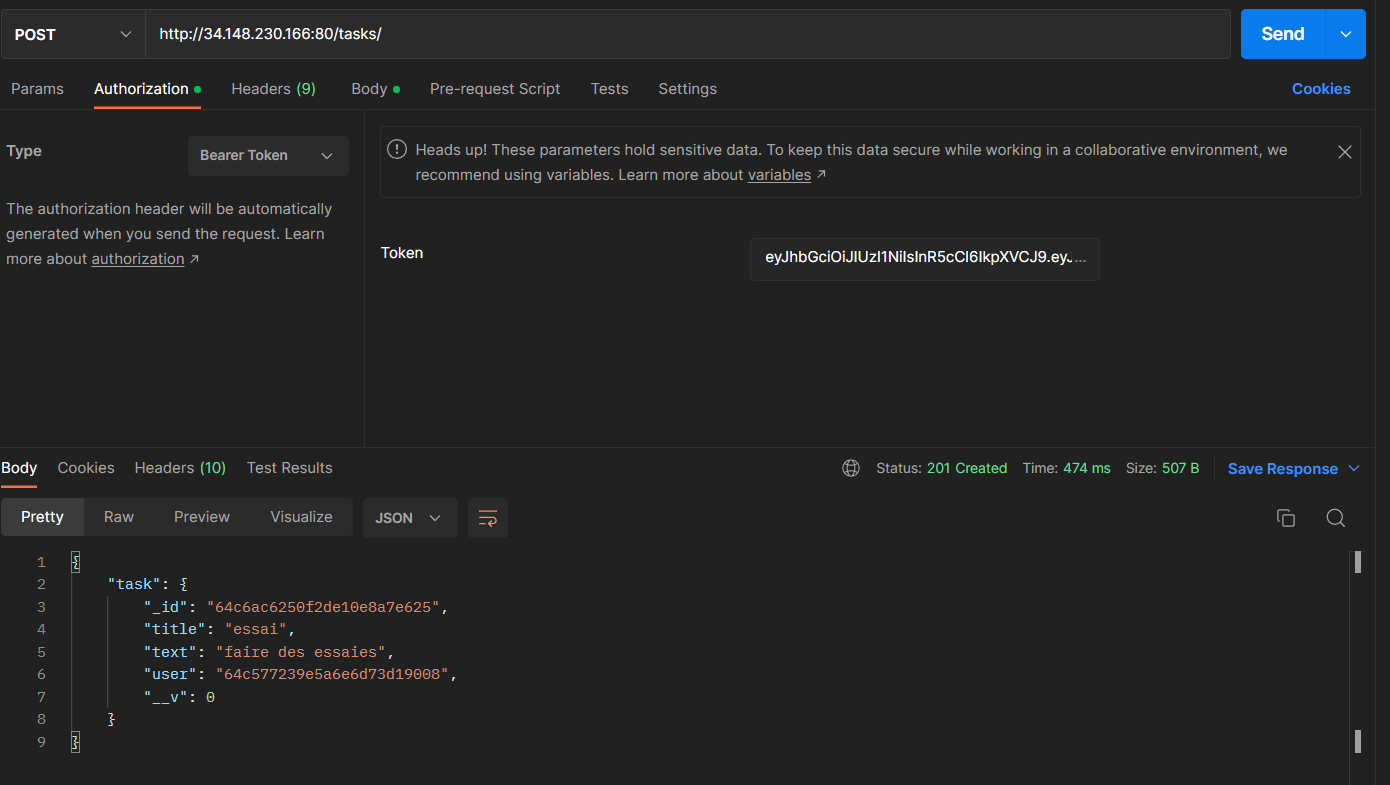 POST http://34.148.230.166:80/tasks/ Send
Params Authorization Headers (9) Body Pre-request Script Tests Settings Cookies
Type Bearer Token
The authorization header will be automatically
generated when you send the request. Learn
more about authorization ↗
Heads up! These parameters hold sensitive data. To keep this data secure while working in a collaborative environment, we
recommend using variables. Learn more about variables ↗
Token eyJhbGciOiJIUzI1NiIsInR5cCI6IkpXVCJ9.eyJ...
Body Cookies Headers (10) Test Results Status: 201 Created Time: 474 ms Size: 507 B Save Response
Pretty Raw Preview Visualize JSON
1 {
2 "task": {
3 "_id": "64c6ac6250f2de10e8a7e625",
4 "title": "essai",
5 "text": "faire des essaies",
6 "user": "64c577239e5a6e6d73d19008",
7 "__v": 0
8 }
9 }